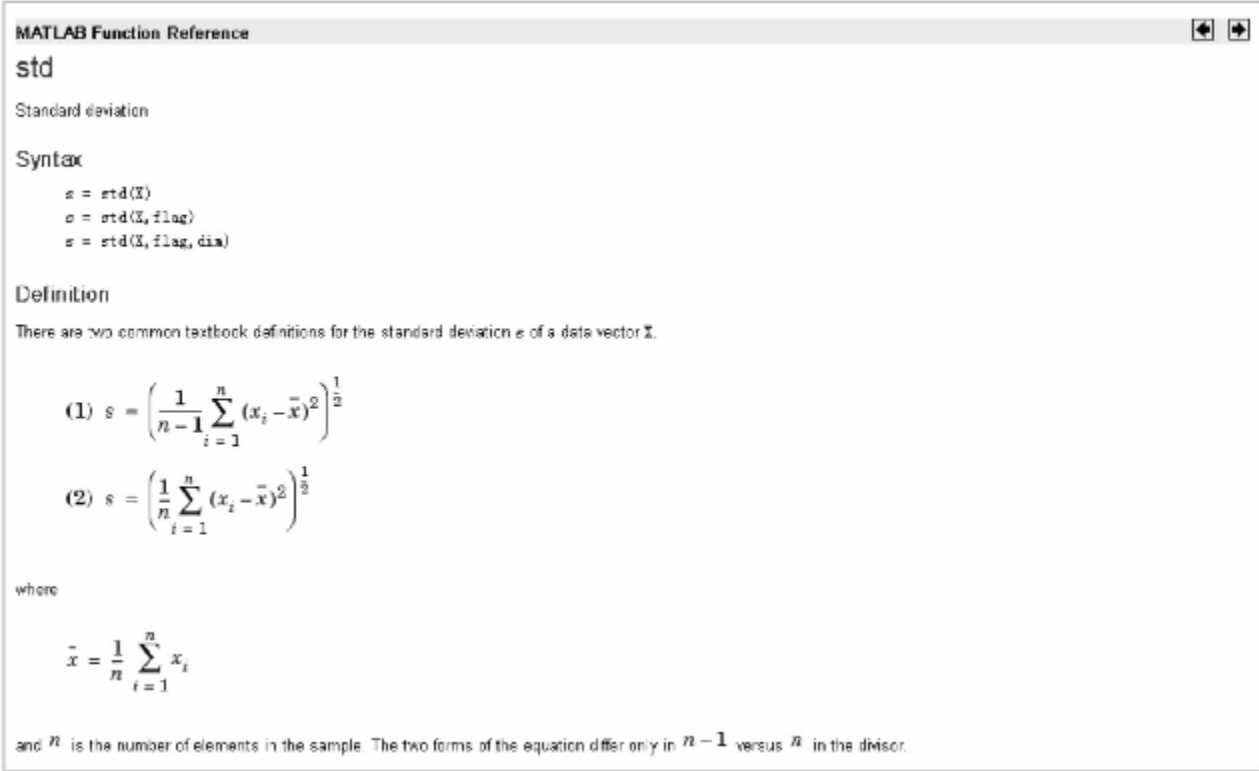 MATLAB Function Reference
std
Standard deviation
Syntax
s = std(X)
s = std(X,flag)
s = std(X,flag,dim)
Definition
There are two common textbook definitions for the standard deviation s of a data vector X.
(1) s = (1/(n−1) ∑_{i=1}^{n} (x_i − x̄)²)^{1/2}
(2) s = (1/n ∑_{i=1}^{n} (x_i − x̄)²)^{1/2}
where
x̄ = 1/n ∑_{i=1}^{n} x_i
and n is the number of elements in the sample. The two forms of the equation differ only in n−1 versus n in the divisor.